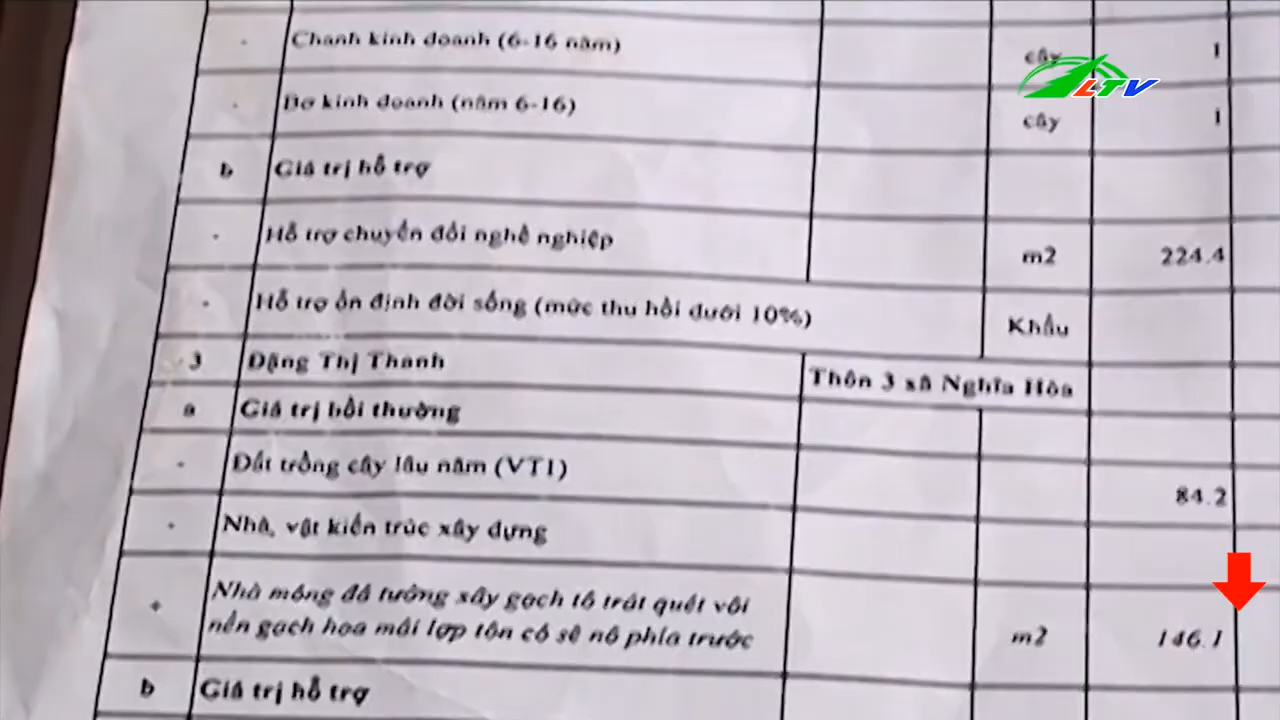 - Chanh kinh doanh (6-16 năm) cây 1
LTV
- Bơ kinh doanh (năm 6-16) cây 1
b Giá trị hỗ trợ
- Hỗ trợ chuyển đổi nghề nghiệp m2 224.4
- Hỗ trợ ổn định đời sống (mức thu hồi dưới 10%) Khẩu
3 Đặng Thị Thanh Thôn 3 xã Nghĩa Hòa
a Giá trị bồi thường
- Đất trồng cây lâu năm (VT1) 84.2
- Nhà, vật kiến trúc xây dựng
+ Nhà móng đá tường xây gạch tô trát quét vôi
nền gạch hoa mái lợp tôn có sê nô phía trước m2 146.1
b Giá trị hỗ trợ